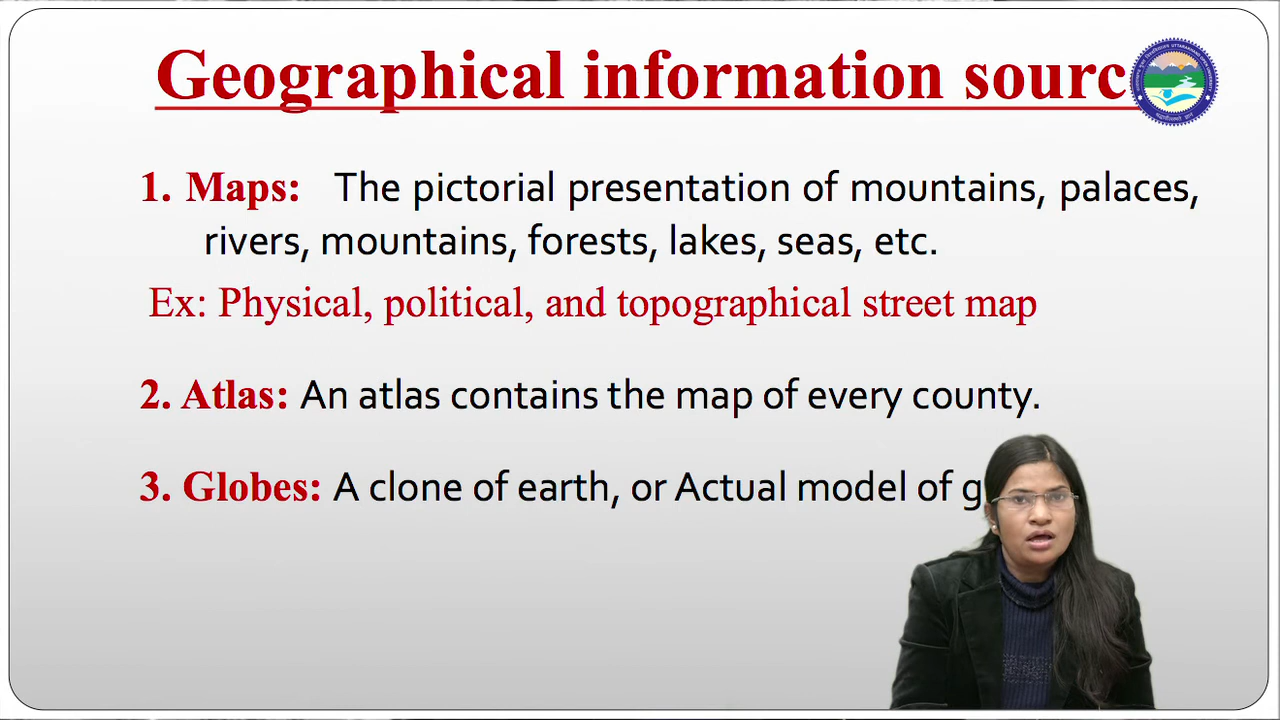 Geographical information sourc
1. Maps: The pictorial presentation of mountains, palaces,
rivers, mountains, forests, lakes, seas, etc.
Ex: Physical, political, and topographical street map
2. Atlas: An atlas contains the map of every county.
3. Globes: A clone of earth, or Actual model of g